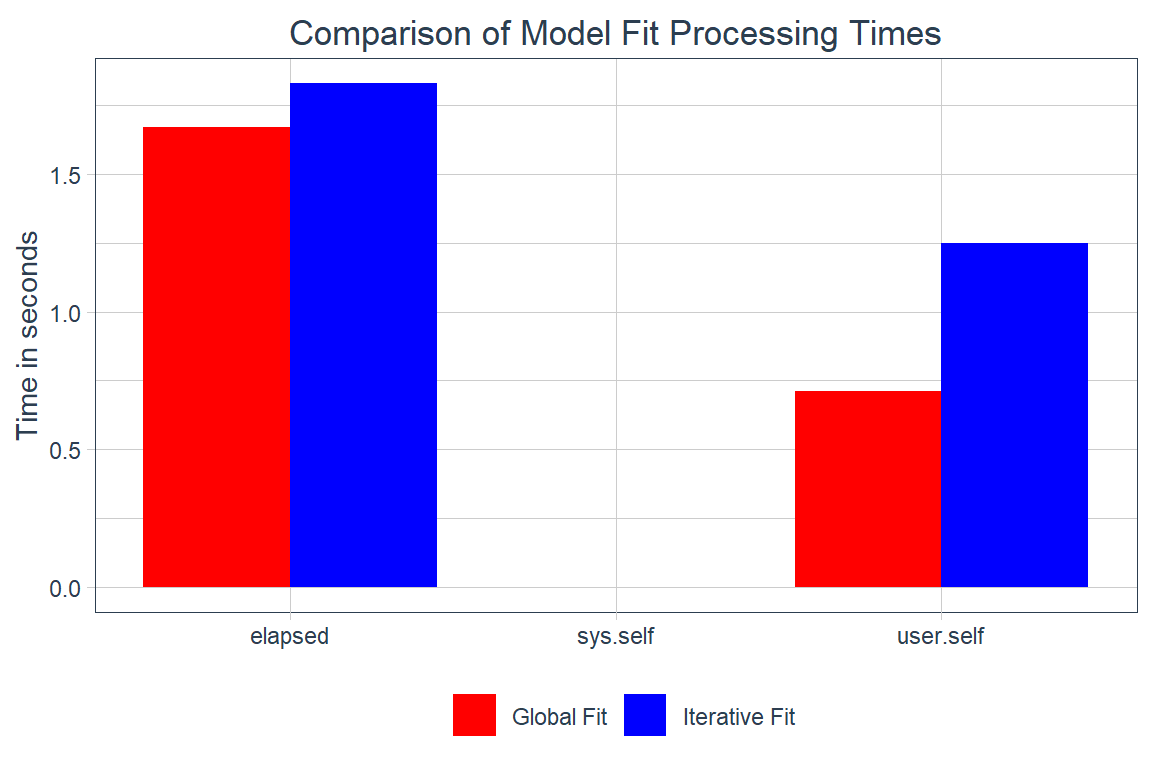 Comparison of Model Fit Processing Times
Time in seconds
1.5
1.0
0.5
0.0
elapsed sys.self user.self
Global Fit Iterative Fit